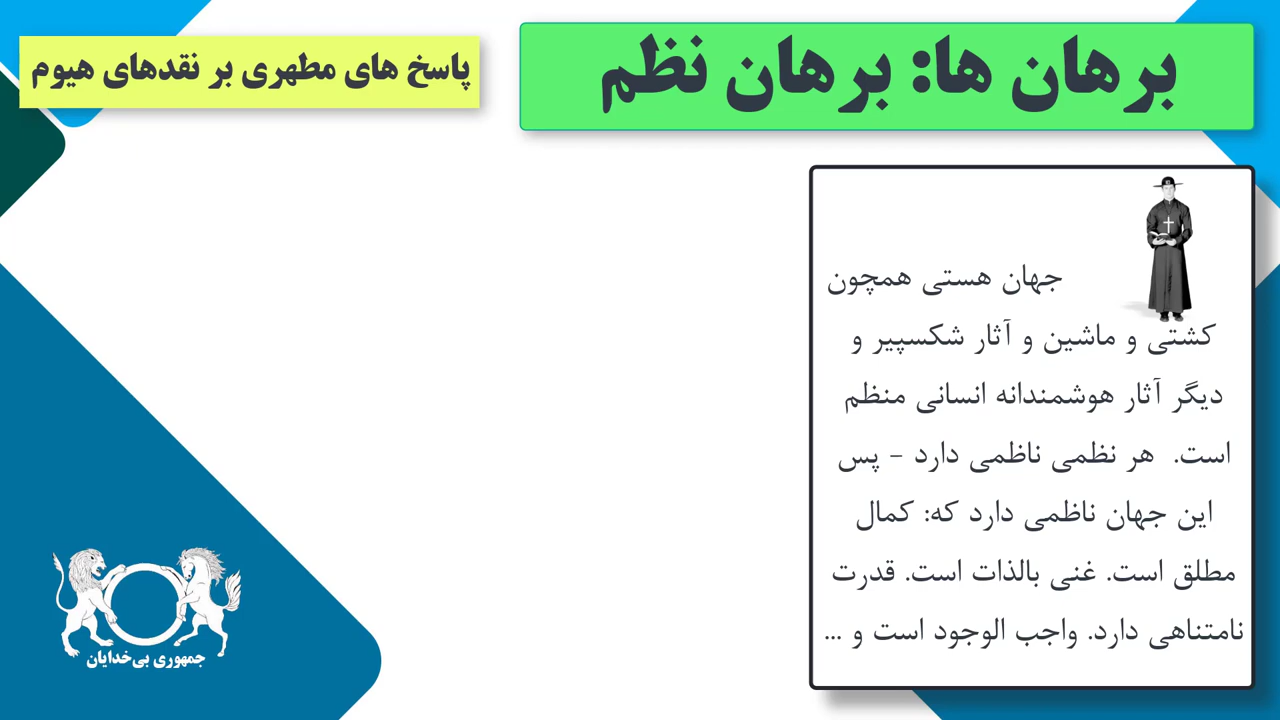 برهان ها: برهان نظم
پاسخ های مطهری بر نقدهای هیوم
جهان هستی همچون
کشتی و ماشین و آثار شکسپیر و
دیگر آثار هوشمندانه انسانی منظم
است. هر نظمی ناظمی دارد - پس
این جهان ناظمی دارد که: کمال
مطلق است. غنی بالذات است. قدرت
نامتناهی دارد. واجب الوجود است و ...
جمهوری بی‌خدایان